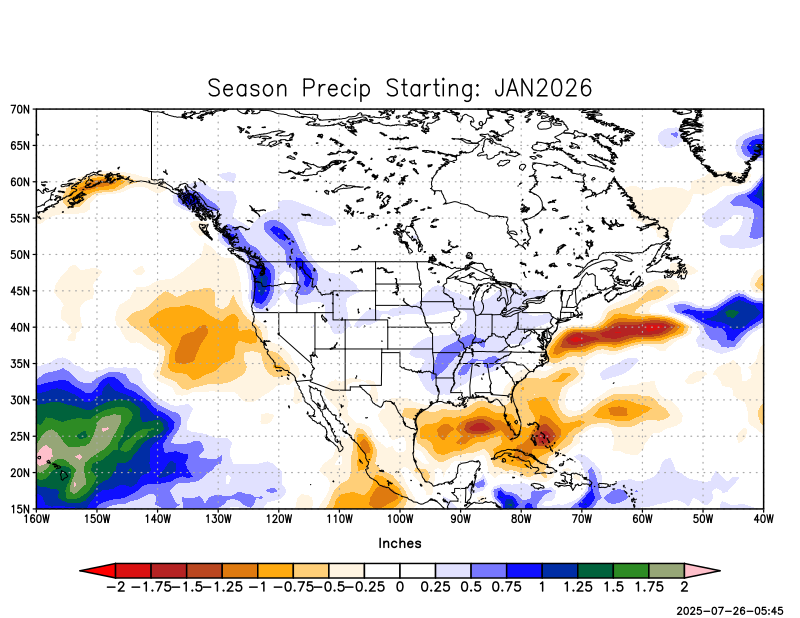 Season Precip Starting: JAN2026
70N
65N
60N
55N
50N
45N
40N
35N
30N
25N
20N
15N
160W 150W 140W 130W 120W 110W 100W 90W 80W 70W 60W 50W 40W
Inches
-2 -1.75 -1.5 -1.25 -1 -0.75 -0.5 -0.25 0 0.25 0.5 0.75 1 1.25 1.5 1.75 2
2025-07-26-05:45